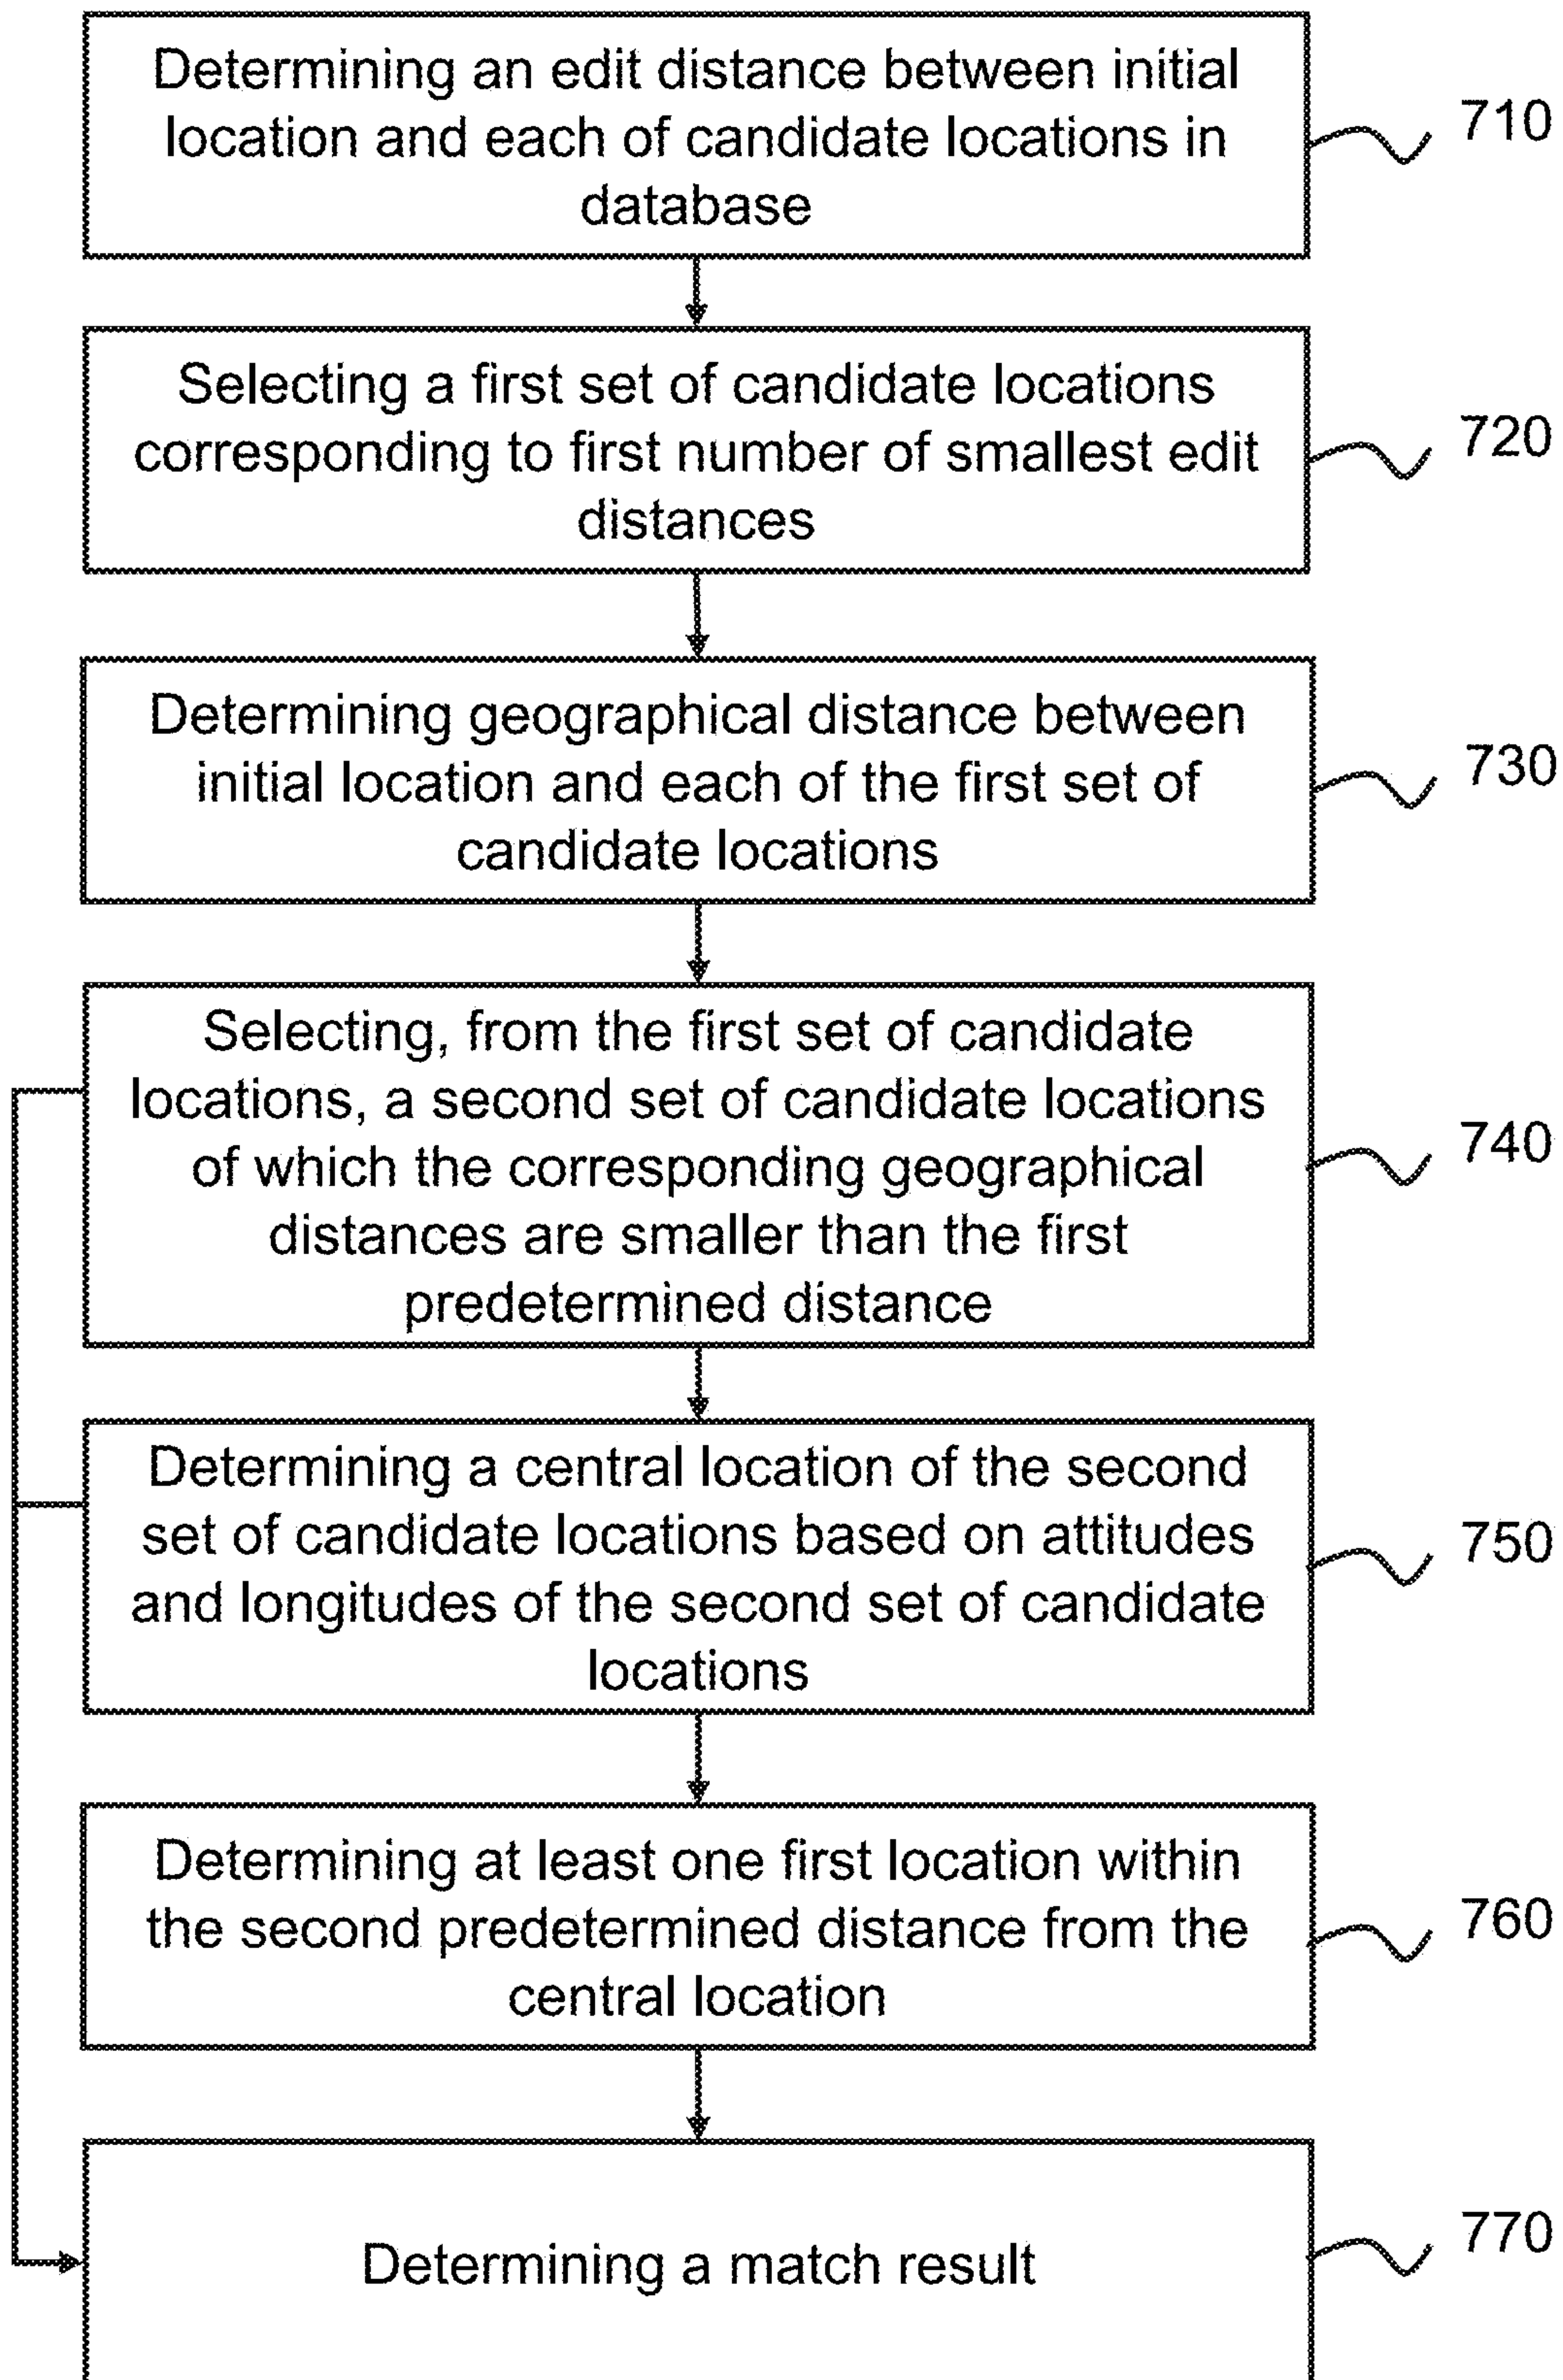 Determining an edit distance between initial
location and each of candidate locations in
database
710
Selecting a first set of candidate locations
corresponding to first number of smallest edit
distances
720
Determining geographical distance between
initial location and each of the first set of
candidate locations
730
Selecting, from the first set of candidate
locations, a second set of candidate locations
of which the corresponding geographical
distances are smaller than the first
predetermined distance
740
Determining a central location of the second
set of candidate locations based on attitudes
and longitudes of the second set of candidate
locations
750
Determining at least one first location within
the second predetermined distance from the
central location
760
Determining a match result
770